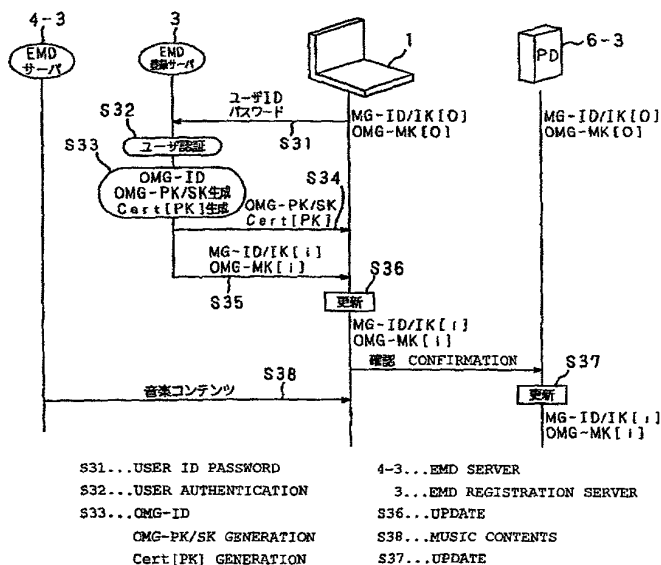 4-3
3
1
6-3
EMD
サーバ
EMD
登録サーバ
PD
ユーザID
パスワード
S31
MG-ID/IK[0]
OMG-MK[0]
MG-ID/IK[0]
OMG-MK[0]
S32
ユーザ認証
S33
OMG-ID
OMG-PK/SK生成
Cert[PK]生成
S34
OMG-PK/SK
Cert[PK]
MG-ID/IK[i]
OMG-MK[i]
S35
S36
更新
MG-ID/IK[i]
OMG-MK[i]
確認 CONFIRMATION
S37
更新
MG-ID/IK[i]
OMG-MK[i]
S38
音楽コンテンツ
S31...USER ID PASSWORD
S32...USER AUTHENTICATION
S33...OMG-ID
OMG-PK/SK GENERATION
Cert[PK] GENERATION
4-3...EMD SERVER
3...EMD REGISTRATION SERVER
S36...UPDATE
S38...MUSIC CONTENTS
S37...UPDATE